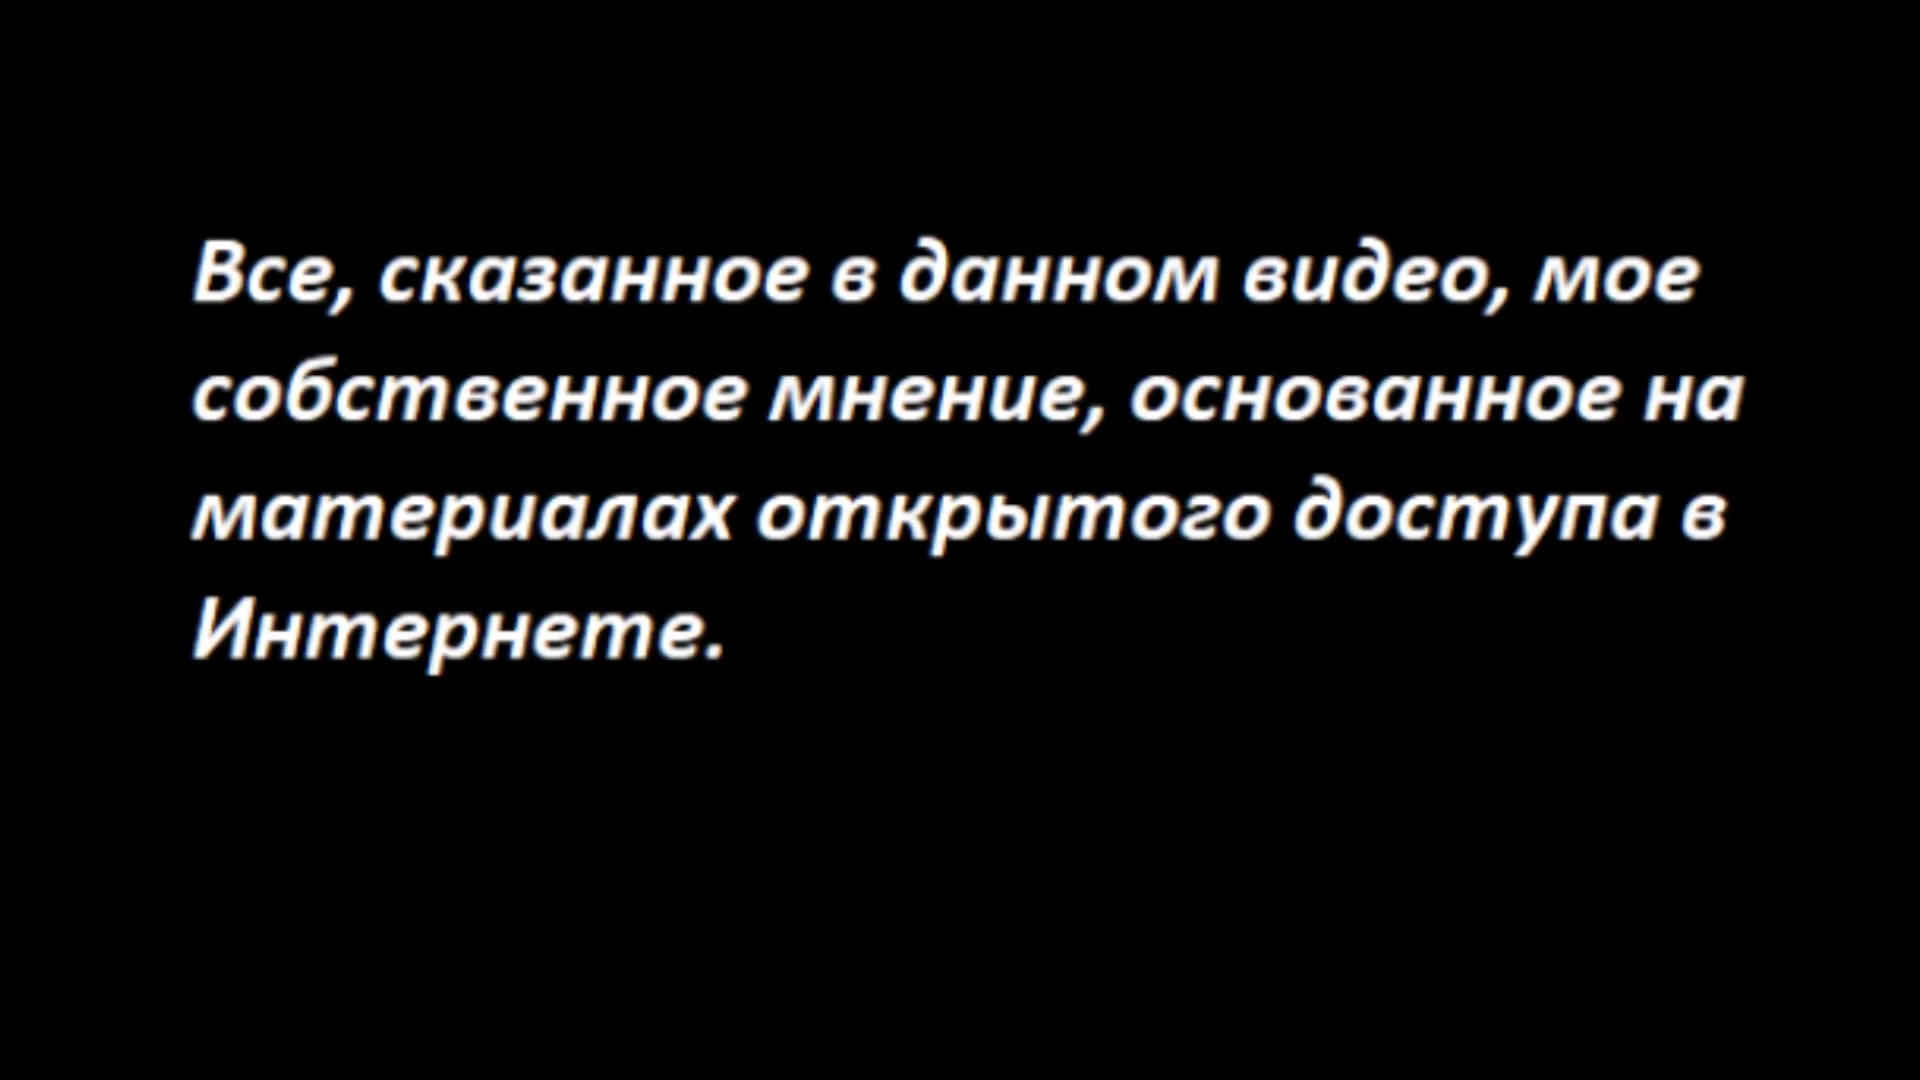 Все, сказанное в данном видео, мое
собственное мнение, основанное на
материалах открытого доступа в
Интернете.